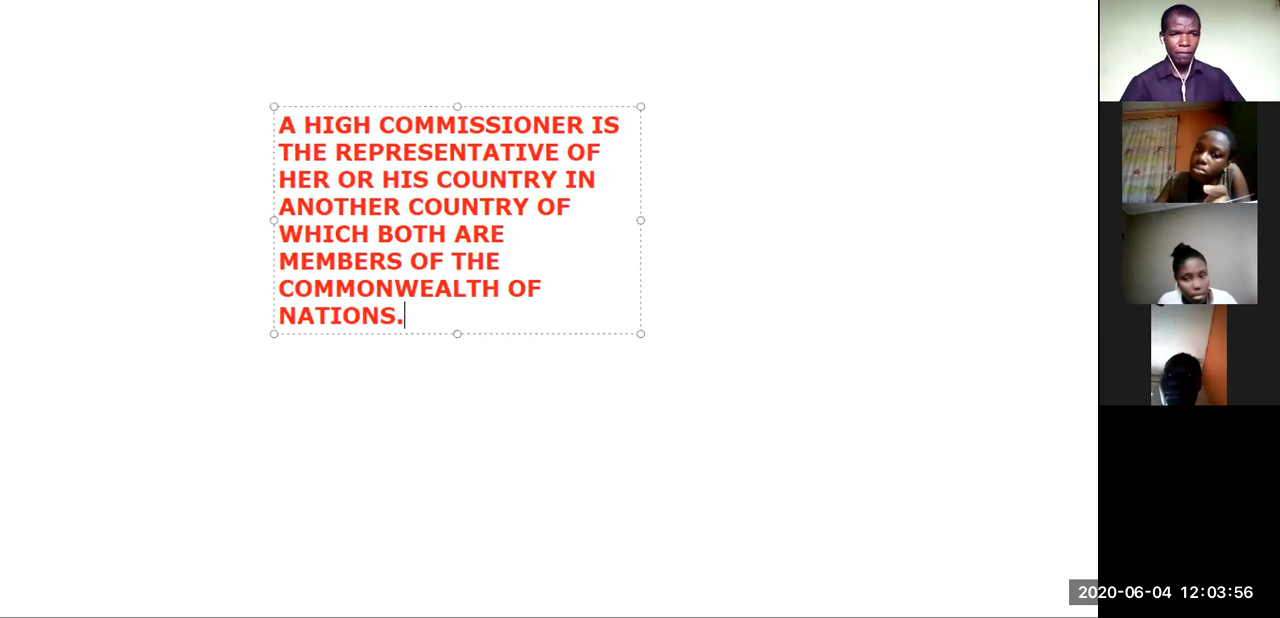 A HIGH COMMISSIONER IS
THE REPRESENTATIVE OF
HER OR HIS COUNTRY IN
ANOTHER COUNTRY OF
WHICH BOTH ARE
MEMBERS OF THE
COMMONWEALTH OF
NATIONS.
2020-06-04 12:03:56